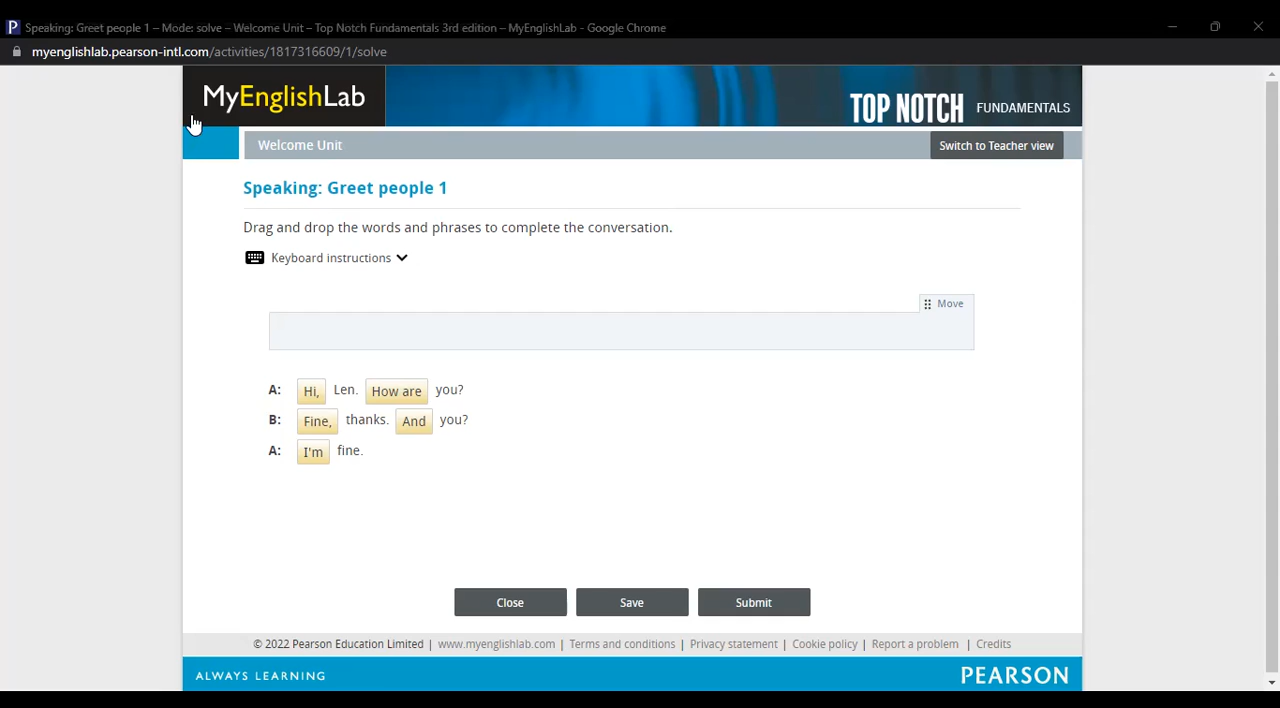 Speaking: Greet people 1 – Mode: solve – Welcome Unit – Top Notch Fundamentals 3rd edition – MyEnglishLab - Google Chrome
myenglishlab.pearson-intl.com/activities/1817316609/1/solve
MyEnglishLab
TOP NOTCH FUNDAMENTALS
Welcome Unit
Switch to Teacher view
Speaking: Greet people 1
Drag and drop the words and phrases to complete the conversation.
Keyboard instructions
Move
A: Hi, Len. How are you?
B: Fine, thanks. And you?
A: I'm fine.
Close Save Submit
© 2022 Pearson Education Limited | www.myenglishlab.com | Terms and conditions | Privacy statement | Cookie policy | Report a problem | Credits
ALWAYS LEARNING PEARSON